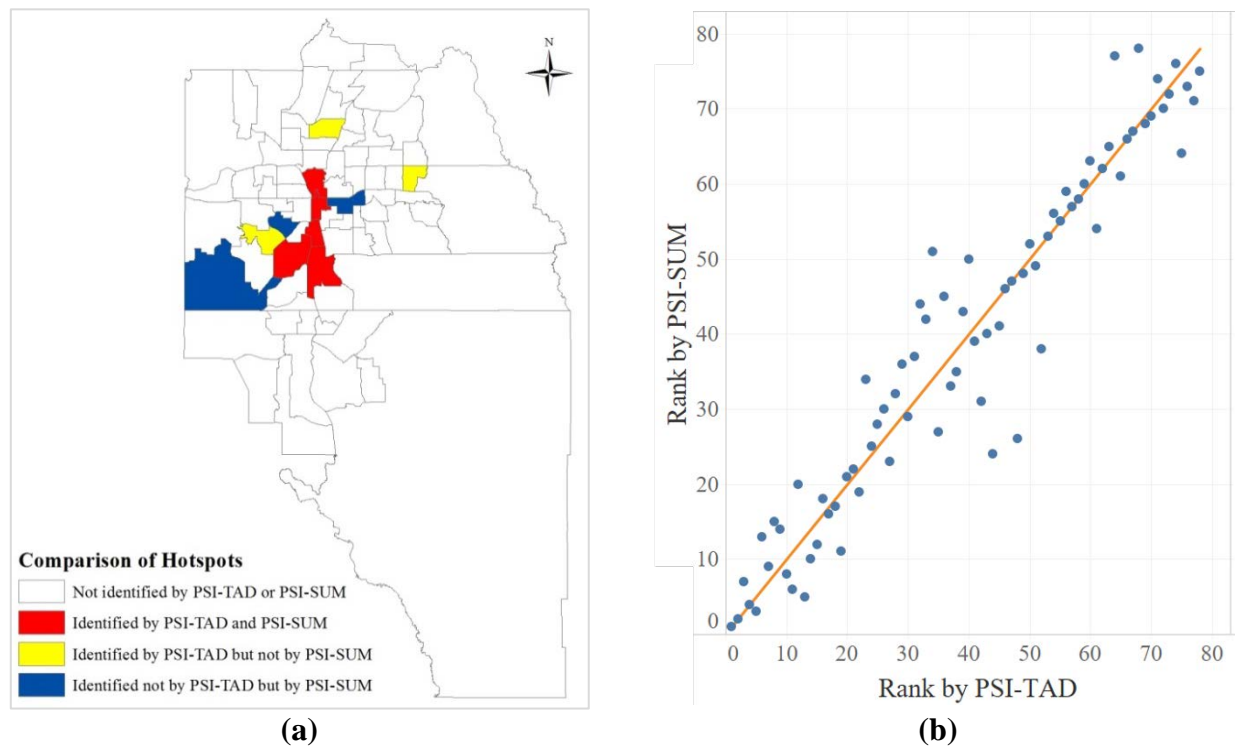 N
Comparison of Hotspots
Not identified by PSI-TAD or PSI-SUM
Identified by PSI-TAD and PSI-SUM
Identified by PSI-TAD but not by PSI-SUM
Identified not by PSI-TAD but by PSI-SUM
(a)
80
70
60
50
40
30
20
10
0
Rank by PSI-SUM
0 10 20 30 40 50 60 70 80
Rank by PSI-TAD
(b)